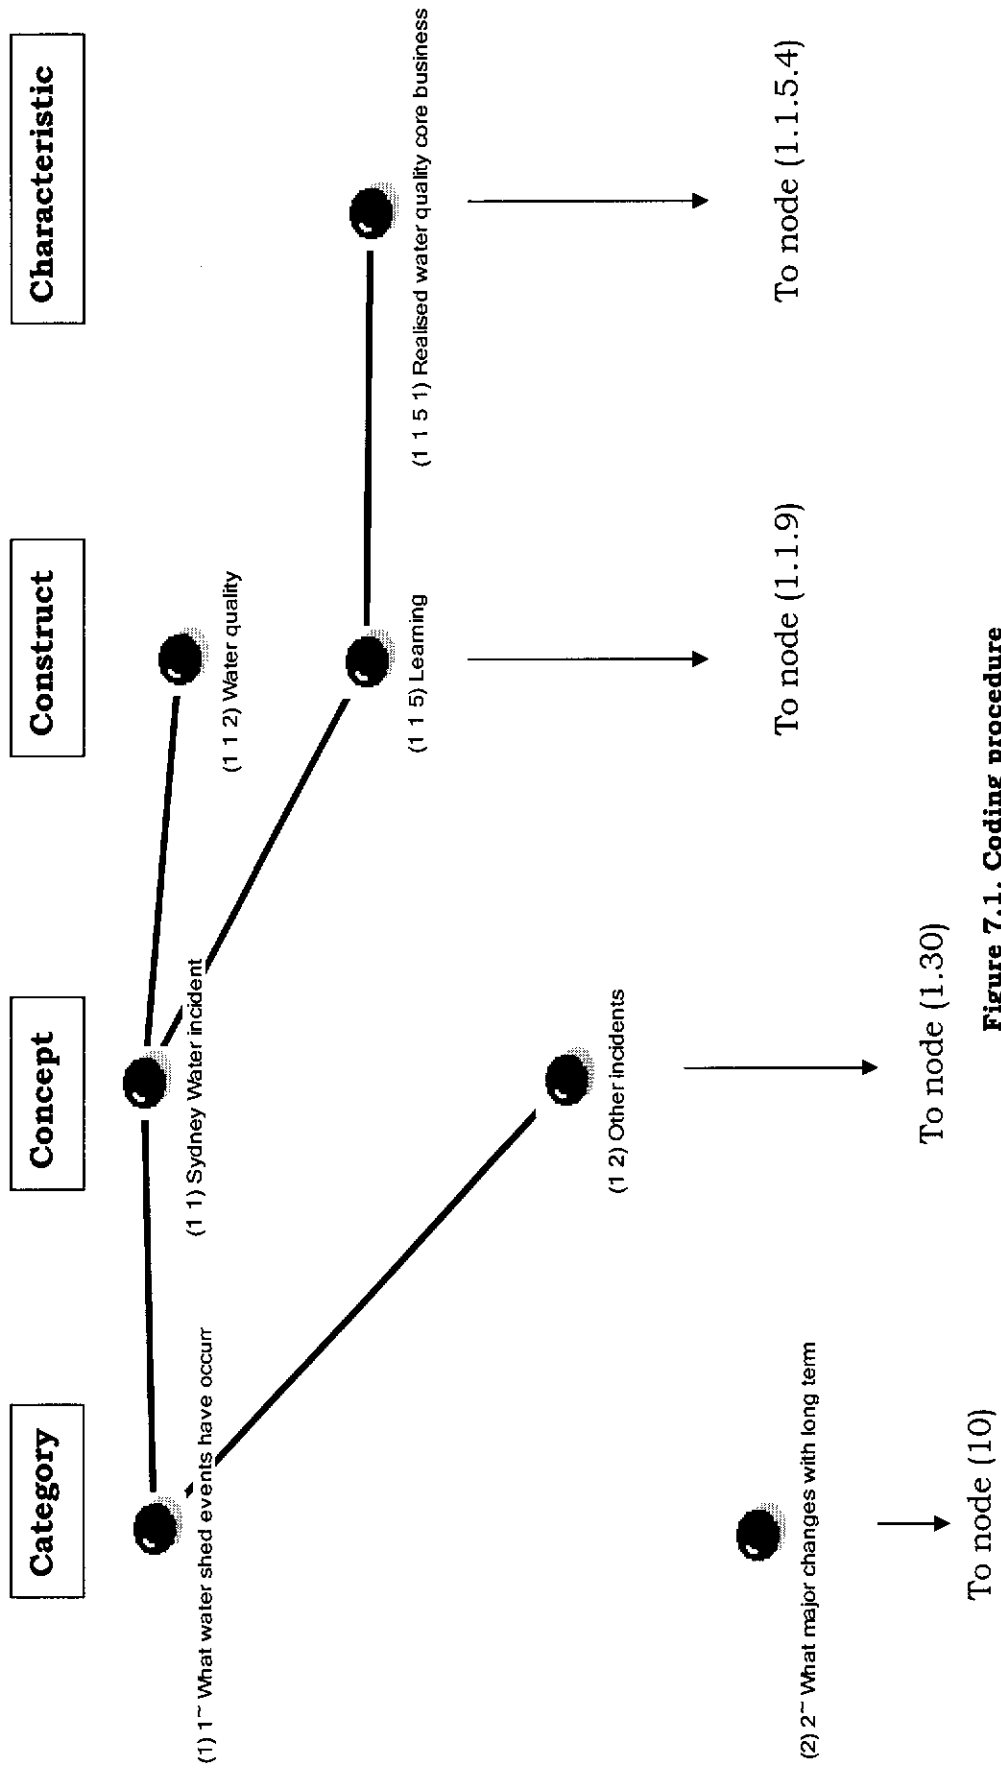 Category
Concept
Construct
Characteristic
(1) 1~ What water shed events have occurr
(1 1) Sydney Water incident
(1 1 2) Water quality
(1 1 5) Learning
(1 1 5 1) Realised water quality core business
(1 2) Other incidents
(2) 2~ What major changes with long term
To node (10)
To node (1.30)
To node (1.1.9)
To node (1.1.5.4)
Figure 7.1. Coding procedure